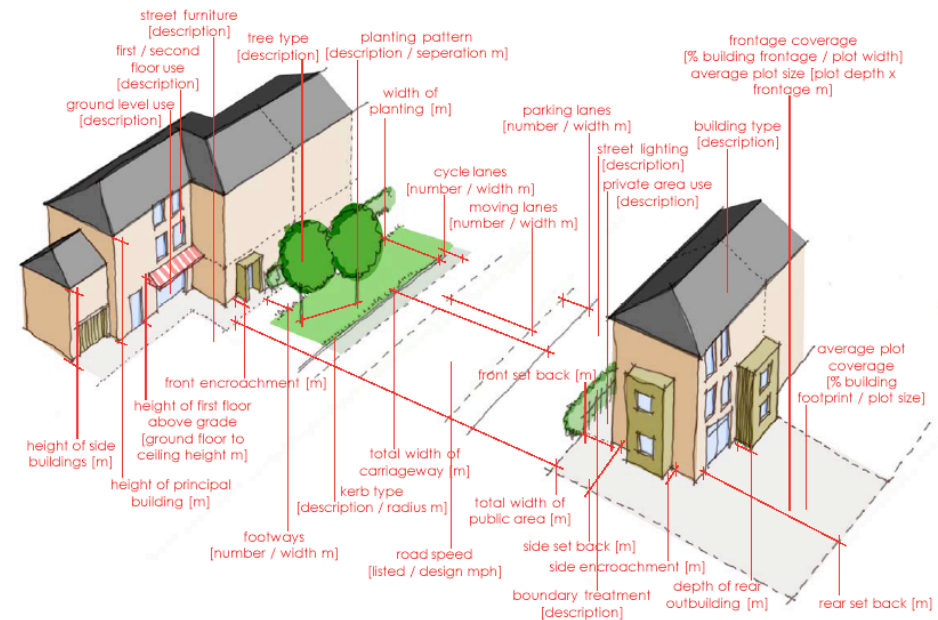 street furniture
[description]
first / second
floor use
[description]
ground level use
[description]
tree type
[description]
planting pattern
[description / seperation m]
width of
planting [m]
parking lanes
[number / width m]
cycle lanes
[number / width m]
moving lanes
[number / width m]
street lighting
[description]
private area use
[description]
frontage coverage
[% building frontage / plot width]
average plot size [plot depth x
frontage m]
building type
[description]
average plot
coverage
[% building
footprint / plot size]
front set back [m]
front encroachment [m]
height of first floor
above grade
[ground floor to
ceiling height m]
height of side
buildings [m]
height of principal
building [m]
footways
[number / width m]
total width of
carriageway [m]
kerb type
[description / radius m]
road speed
[listed / design mph]
total width of
public area [m]
side set back [m]
side encroachment [m]
boundary treatment
[description]
depth of rear
outbuilding [m]
rear set back [m]